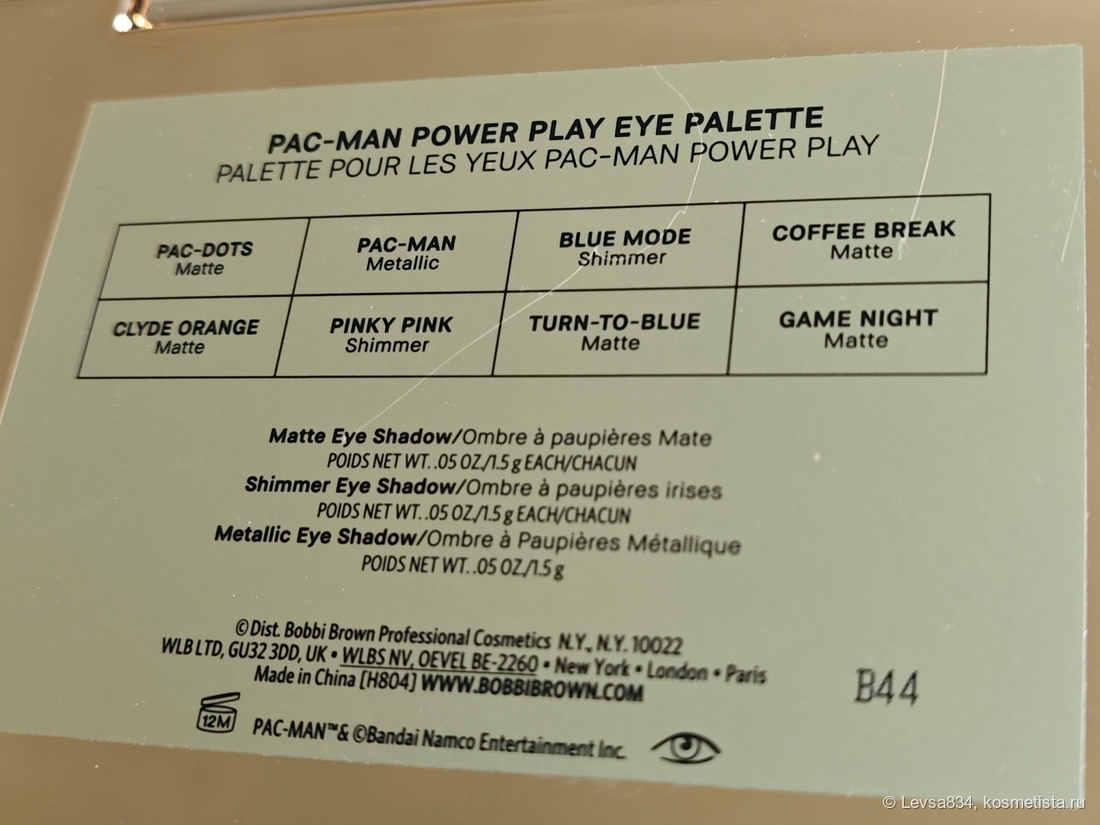 PAC-MAN POWER PLAY EYE PALETTE
PALETTE POUR LES YEUX PAC-MAN POWER PLAY
PAC-DOTS
Matte
PAC-MAN
Metallic
BLUE MODE
Shimmer
COFFEE BREAK
Matte
CLYDE ORANGE
Matte
PINKY PINK
Shimmer
TURN-TO-BLUE
Matte
GAME NIGHT
Matte
Matte Eye Shadow/Ombre à paupières Mate
POIDS NET WT. .05 OZ./1.5 g EACH/CHACUN
Shimmer Eye Shadow/Ombre à paupières irises
POIDS NET WT. .05 OZ./1.5 g EACH/CHACUN
Metallic Eye Shadow/Ombre à Paupières Métallique
POIDS NET WT. .05 OZ./1.5 g
© Dist. Bobbi Brown Professional Cosmetics N.Y., N.Y. 10022
WLB LTD, GU32 3DD, UK • WLBS NV, OEVEL BE-2260 • New York • London • Paris
Made in China [H804] WWW.BOBBIBROWN.COM
B44
12M
PAC-MAN™& ©Bandai Namco Entertainment Inc.
© Levsa834, kosmetista.ru